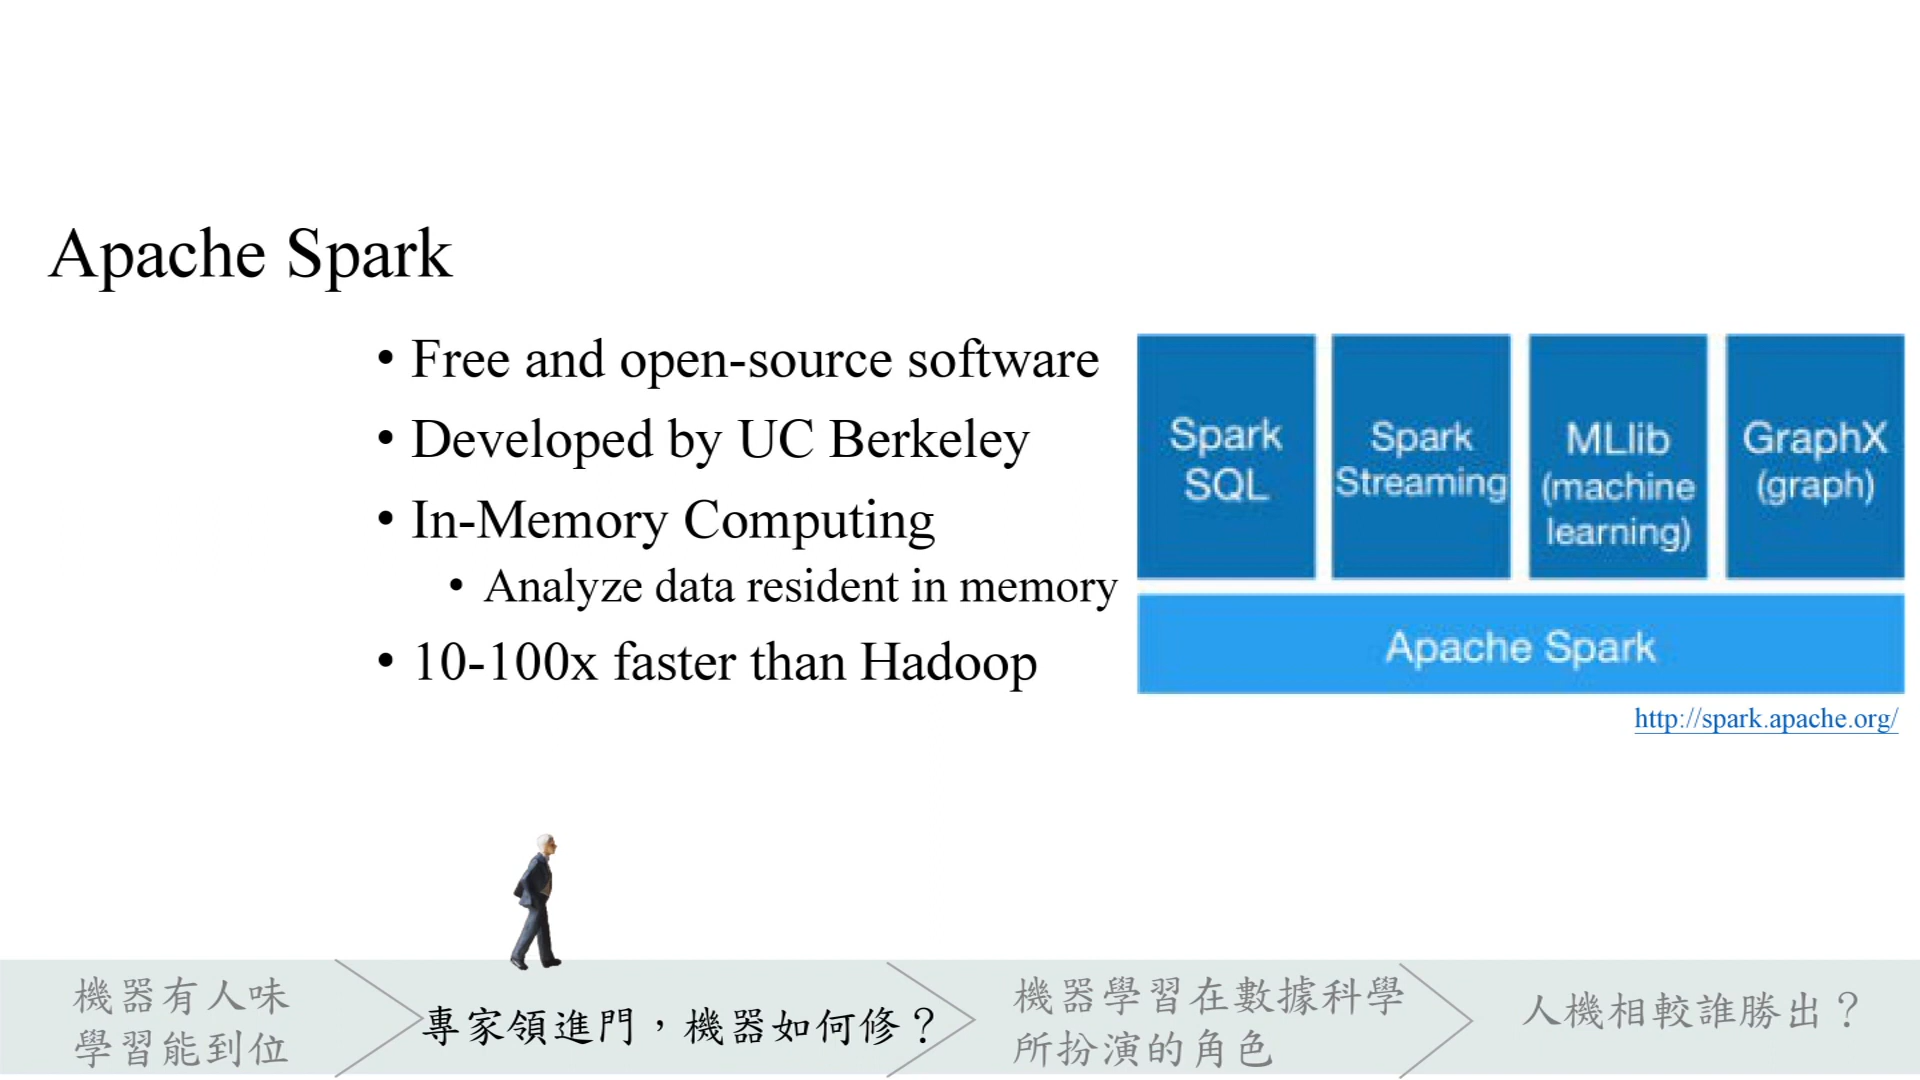 Apache Spark
• Free and open-source software
• Developed by UC Berkeley
• In-Memory Computing
• Analyze data resident in memory
• 10-100x faster than Hadoop
Spark
SQL
Spark
Streaming
MLlib
(machine
learning)
GraphX
(graph)
Apache Spark
http://spark.apache.org/
機器有人味
學習能到位
專家領進門，機器如何修？
機器學習在數據科學
所扮演的角色
人機相較誰勝出？